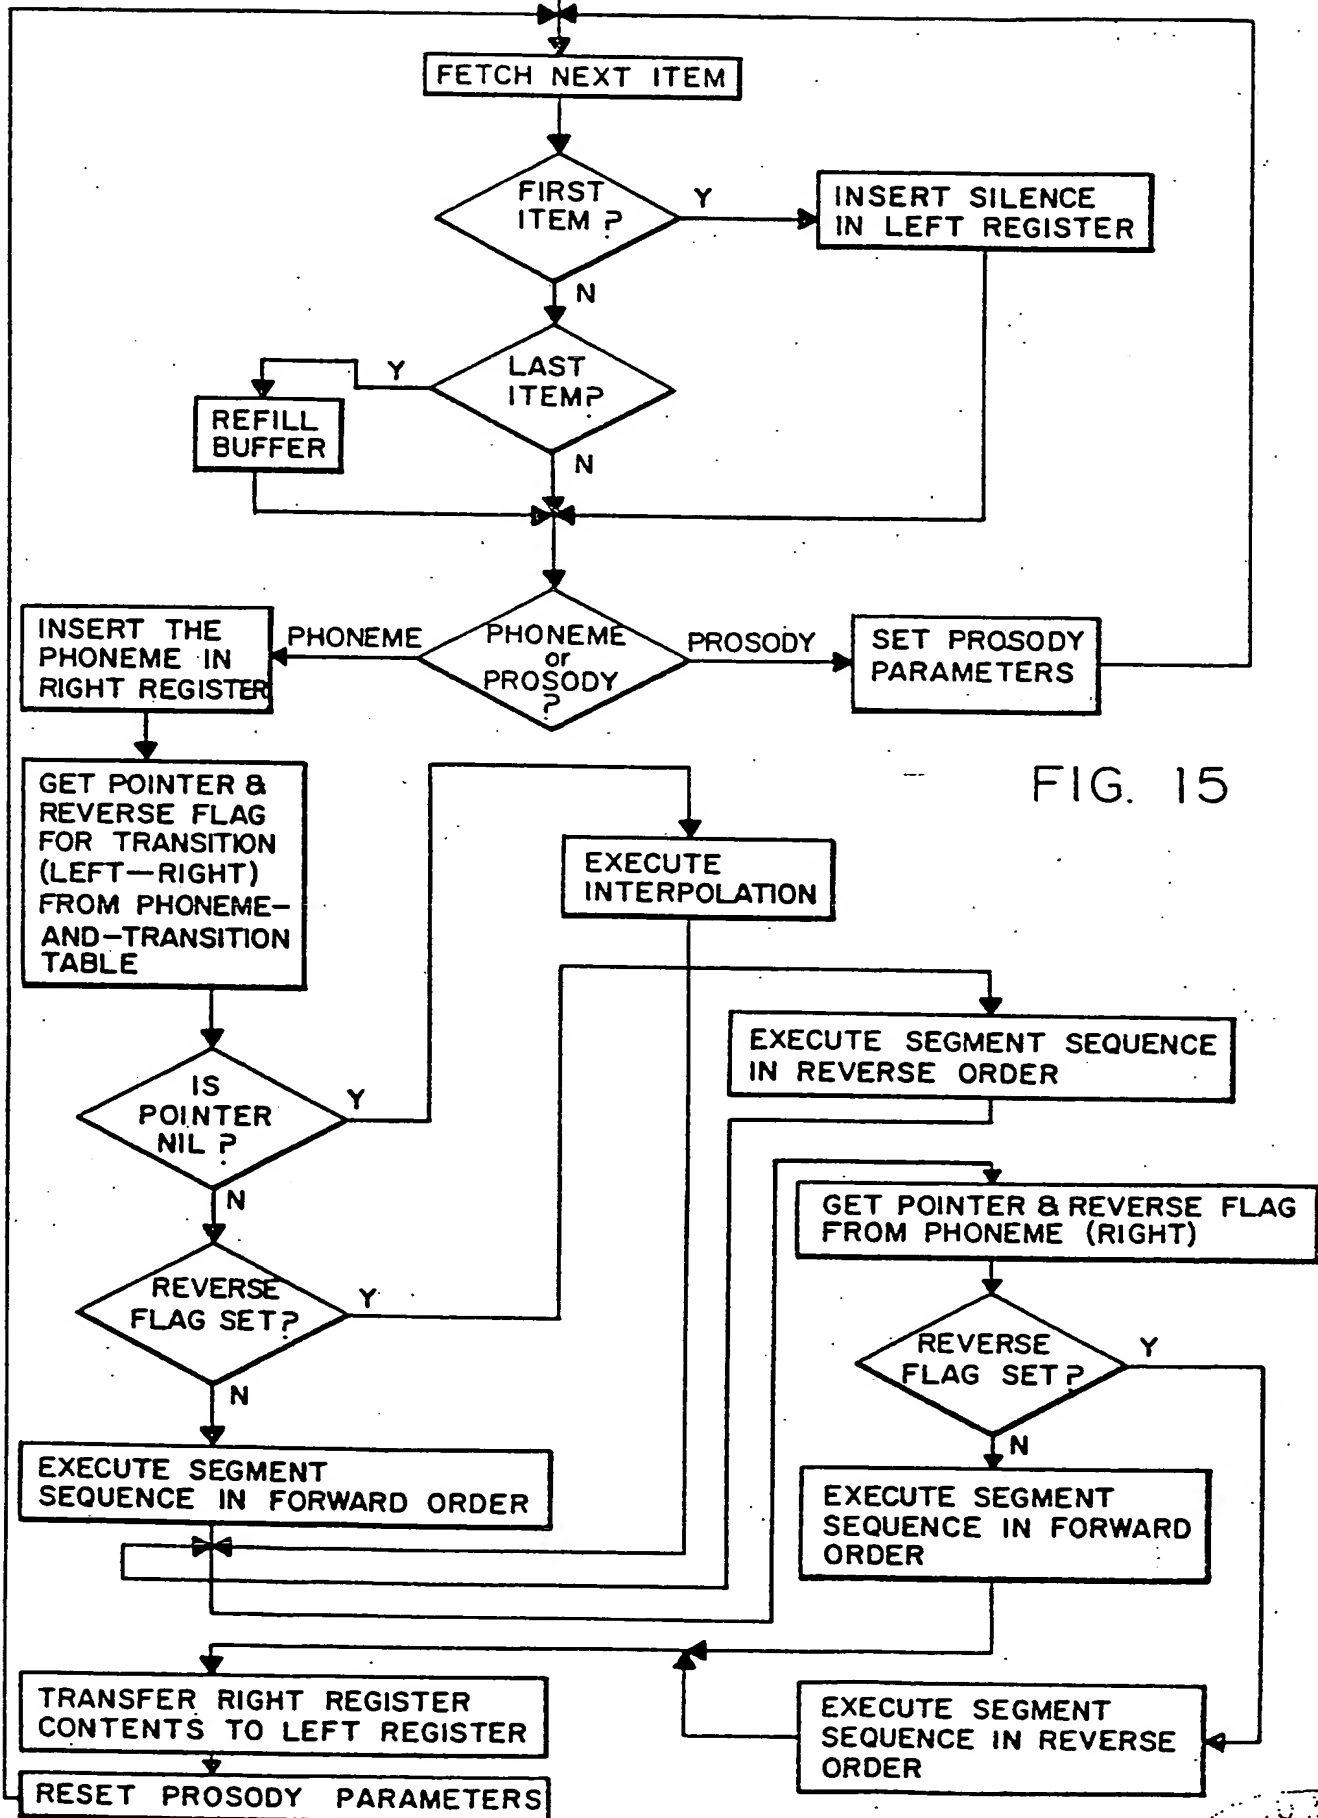 FETCH NEXT ITEM
FIRST
ITEM ?
Y
INSERT SILENCE
IN LEFT REGISTER
N
LAST
ITEM?
Y
REFILL
BUFFER
N
INSERT THE
PHONEME IN
RIGHT REGISTER
PHONEME
PHONEME
or
PROSODY
?
PROSODY
SET PROSODY
PARAMETERS
FIG. 15
GET POINTER &
REVERSE FLAG
FOR TRANSITION
(LEFT—RIGHT)
FROM PHONEME—
AND—TRANSITION
TABLE
EXECUTE
INTERPOLATION
EXECUTE SEGMENT SEQUENCE
IN REVERSE ORDER
IS
POINTER
NIL ?
Y
N
GET POINTER & REVERSE FLAG
FROM PHONEME (RIGHT)
REVERSE
FLAG SET?
Y
N
REVERSE
FLAG SET?
Y
N
EXECUTE SEGMENT
SEQUENCE IN FORWARD ORDER
EXECUTE SEGMENT
SEQUENCE IN FORWARD
ORDER
TRANSFER RIGHT REGISTER
CONTENTS TO LEFT REGISTER
EXECUTE SEGMENT
SEQUENCE IN REVERSE
ORDER
RESET PROSODY PARAMETERS